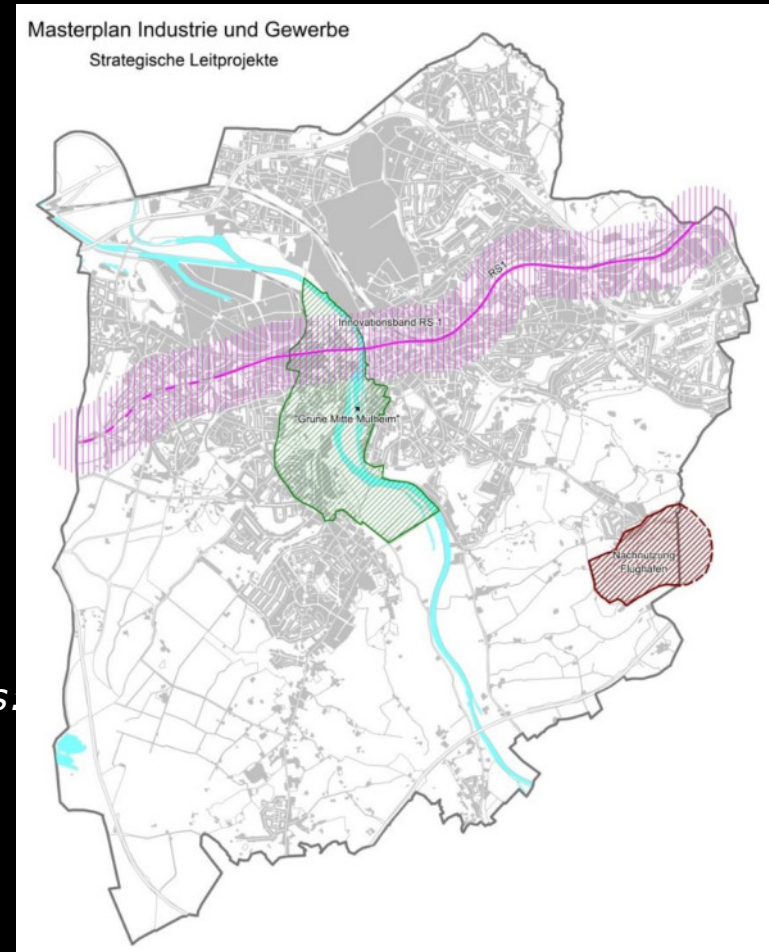 Masterplan Industrie und Gewerbe
Strategische Leitprojekte
RS1
Innovationsband RS 1
"Grüne Mitte Mülheim"
Nachnutzung
Flughafen
s: